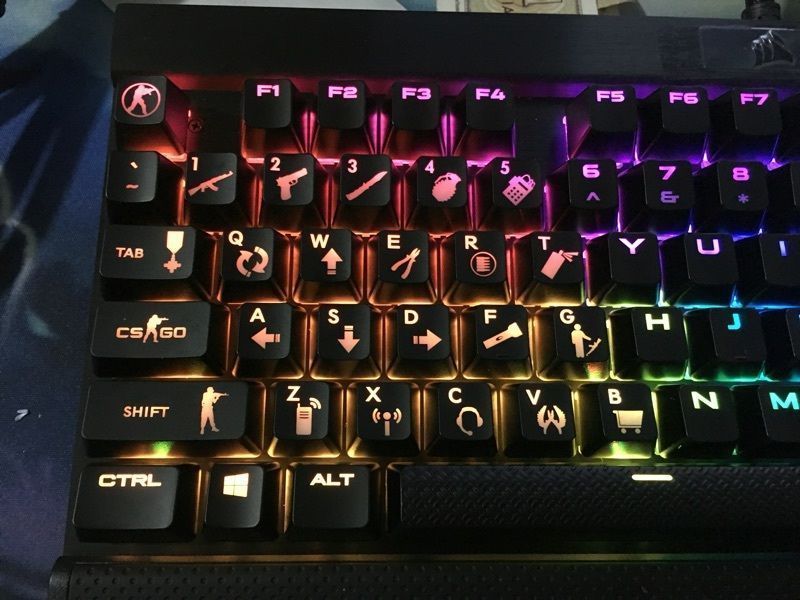 F1 F2 F3 F4 F5 F6 F7
` 1 2 3 4 5 6 7 8
~ ^ & *
TAB Q W E R T Y U I
CS GO A S D F G H J
SHIFT Z X C V B N M
CTRL ALT